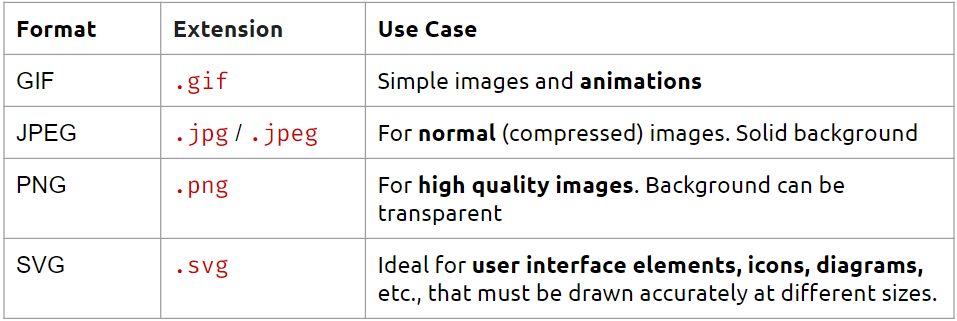 Format Extension Use Case
GIF .gif Simple images and animations
JPEG .jpg / .jpeg For normal (compressed) images. Solid background
PNG .png For high quality images. Background can be
transparent
SVG .svg Ideal for user interface elements, icons, diagrams,
etc., that must be drawn accurately at different sizes.